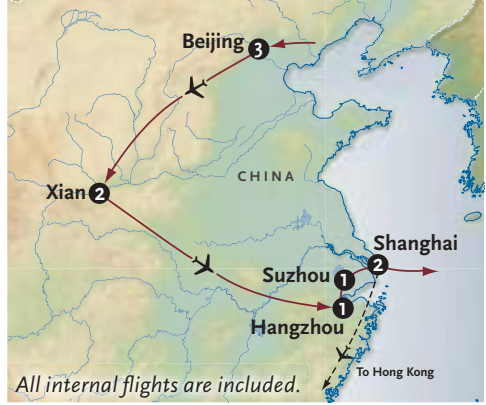 Beijing 3
Xian 2
CHINA
Shanghai
2
Suzhou 1
1
Hangzhou
To Hong Kong
All internal flights are included.